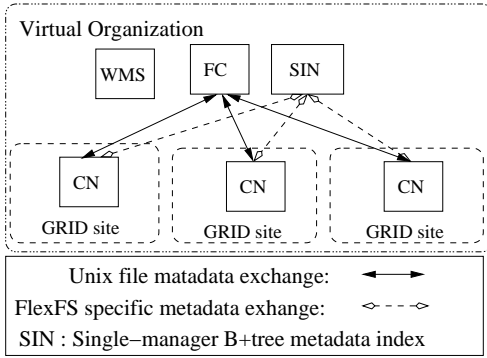 Virtual Organization
WMS
FC
SIN
CN
CN
CN
GRID site
GRID site
GRID site
Unix file matadata exchange:
FlexFS specific metadata exhange:
SIN : Single−manager B+tree metadata index